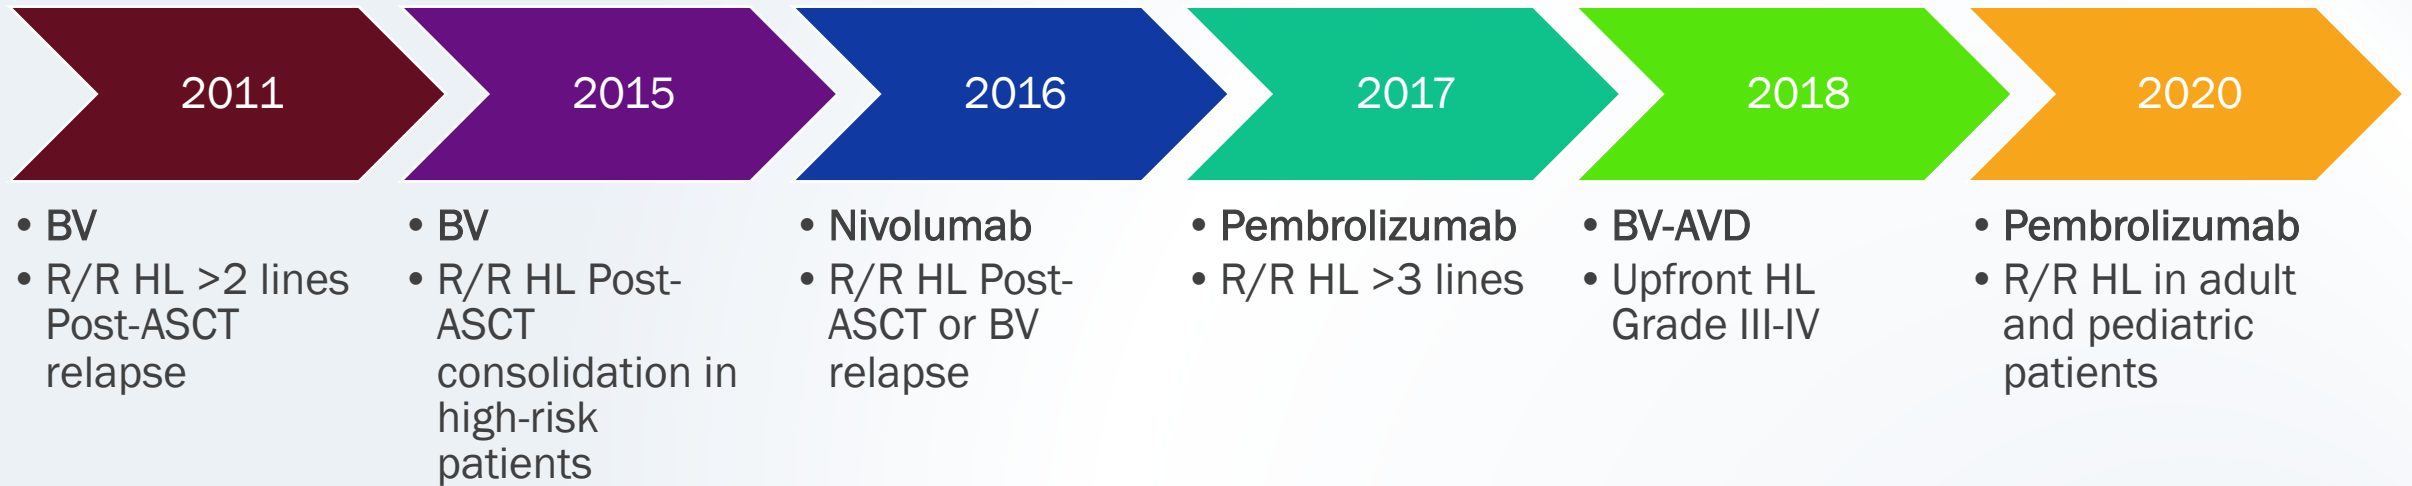 2011
• BV
• R/R HL >2 lines
Post-ASCT
relapse
2015
• BV
• R/R HL Post-
ASCT
consolidation in
high-risk
patients
2016
• Nivolumab
• R/R HL Post-
ASCT or BV
relapse
2017
• Pembrolizumab
• R/R HL >3 lines
2018
• BV-AVD
• Upfront HL
Grade III-IV
2020
• Pembrolizumab
• R/R HL in adult
and pediatric
patients